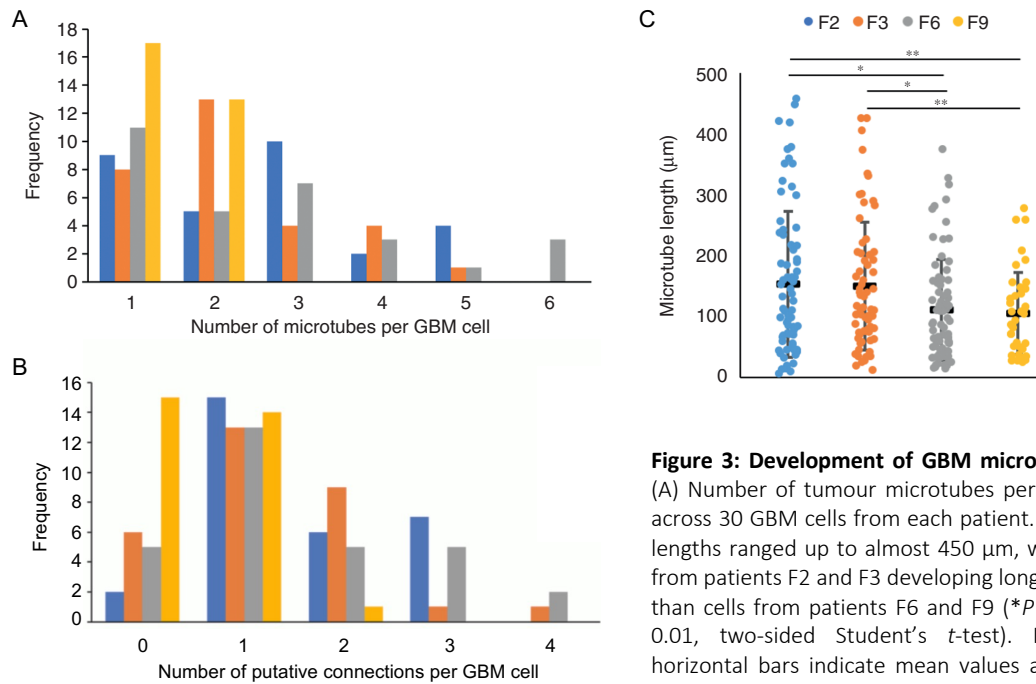 A
18
16
14
12
10
8
6
4
2
0
Frequency
1 2 3 4 5 6
Number of microtubes per GBM cell
B
16
14
12
10
8
6
4
2
0
Frequency
0 1 2 3 4
Number of putative connections per GBM cell
C
F2 F3 F6 F9
**
*
*
**
500
400
300
200
100
0
Microtube length (μm)
Figure 3: Development of GBM micro
(A) Number of tumour microtubes per
across 30 GBM cells from each patient.
lengths ranged up to almost 450 μm, w
from patients F2 and F3 developing long
than cells from patients F6 and F9 (*P
0.01, two-sided Student's t-test).
horizontal bars indicate mean values a